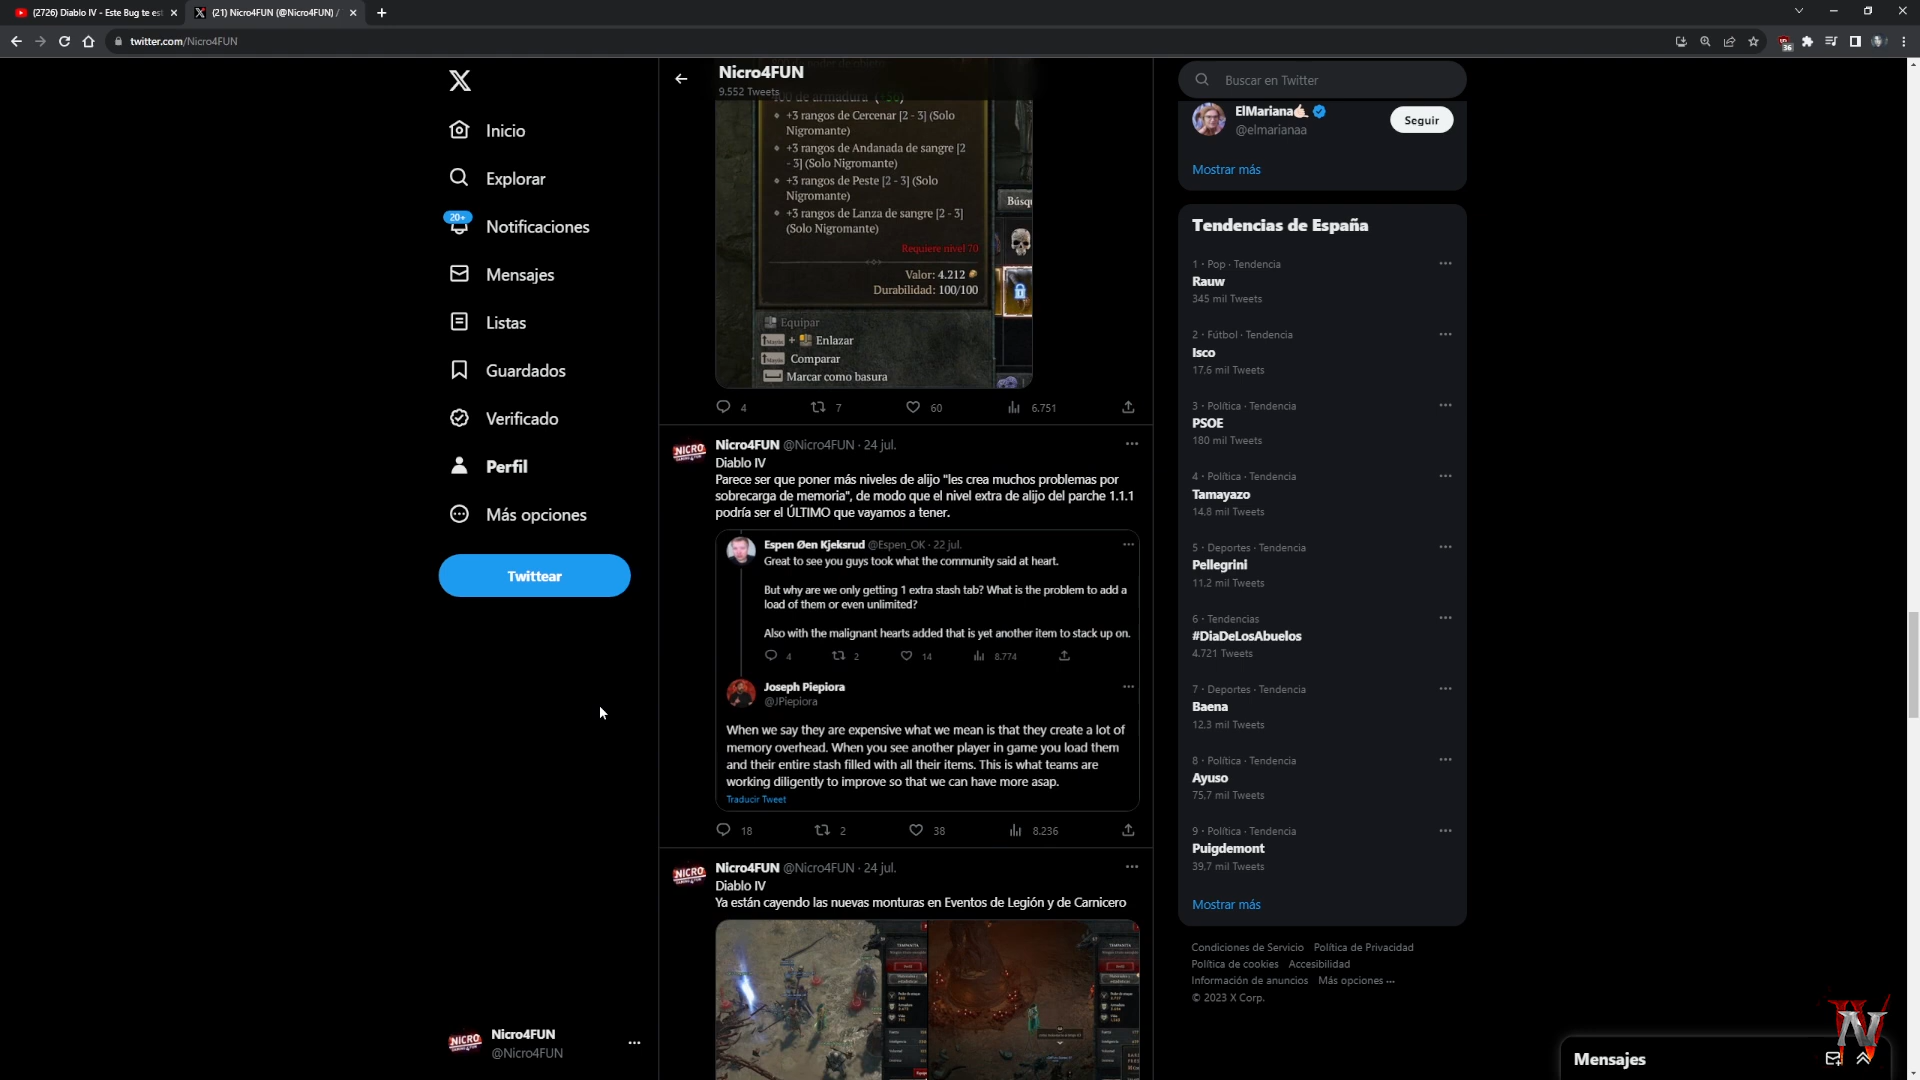 (2726) Diablo IV - Este Bug te est
(21) Nicro4FUN (@Nicro4FUN) /
twitter.com/Nicro4FUN
36
X
Inicio
Explorar
20+
Notificaciones
Mensajes
Listas
Guardados
Verificado
Perfil
Más opciones
Twittear
Nicro4FUN
@Nicro4FUN
Nicro4FUN
9.552 Tweets
+3 rangos de Cercenar [2 - 3] (Solo
Nigromante)
+3 rangos de Andanada de sangre [2
- 3] (Solo Nigromante)
+3 rangos de Peste [2 - 3] (Solo
Nigromante)
+3 rangos de Lanza de sangre [2 - 3]
(Solo Nigromante)
Requiere nivel 70
Valor: 4.212
Durabilidad: 100/100
Búsq
Equipar
+ Enlazar
Comparar
Marcar como basura
4 7 60 6.751
NICRO
Nicro4FUN @Nicro4FUN · 24 jul.
Diablo IV
Parece ser que poner más niveles de alijo "les crea muchos problemas por
sobrecarga de memoria", de modo que el nivel extra de alijo del parche 1.1.1
podría ser el ÚLTIMO que vayamos a tener.
Espen Øen Kjeksrud @Espen_OK · 22 jul.
Great to see you guys took what the community said at heart.
But why are we only getting 1 extra stash tab? What is the problem to add a
load of them or even unlimited?
Also with the malignant hearts added that is yet another item to stack up on.
4 2 14 8.774
Joseph Piepiora
@JPiepiora
When we say they are expensive what we mean is that they create a lot of
memory overhead. When you see another player in game you load them
and their entire stash filled with all their items. This is what teams are
working diligently to improve so that we can have more asap.
Traducir Tweet
18 2 38 8.236
NICRO
Nicro4FUN @Nicro4FUN · 24 jul.
Diablo IV
Ya están cayendo las nuevas monturas en Eventos de Legión y de Carnicero
Buscar en Twitter
ElMariana
@elmarianaa
Seguir
Mostrar más
Tendencias de España
1 · Pop · Tendencia
Rauw
345 mil Tweets
2 · Fútbol · Tendencia
Isco
17,6 mil Tweets
3 · Política · Tendencia
PSOE
180 mil Tweets
4 · Política · Tendencia
Tamayazo
14,8 mil Tweets
5 · Deportes · Tendencia
Pellegrini
11,2 mil Tweets
6 · Tendencias
#DiaDeLosAbuelos
4.721 Tweets
7 · Deportes · Tendencia
Baena
12,3 mil Tweets
8 · Política · Tendencia
Ayuso
75,7 mil Tweets
9 · Política · Tendencia
Puigdemont
39,7 mil Tweets
Mostrar más
Condiciones de Servicio Política de Privacidad
Política de cookies Accesibilidad
Información de anuncios Más opciones ···
© 2023 X Corp.
Mensajes